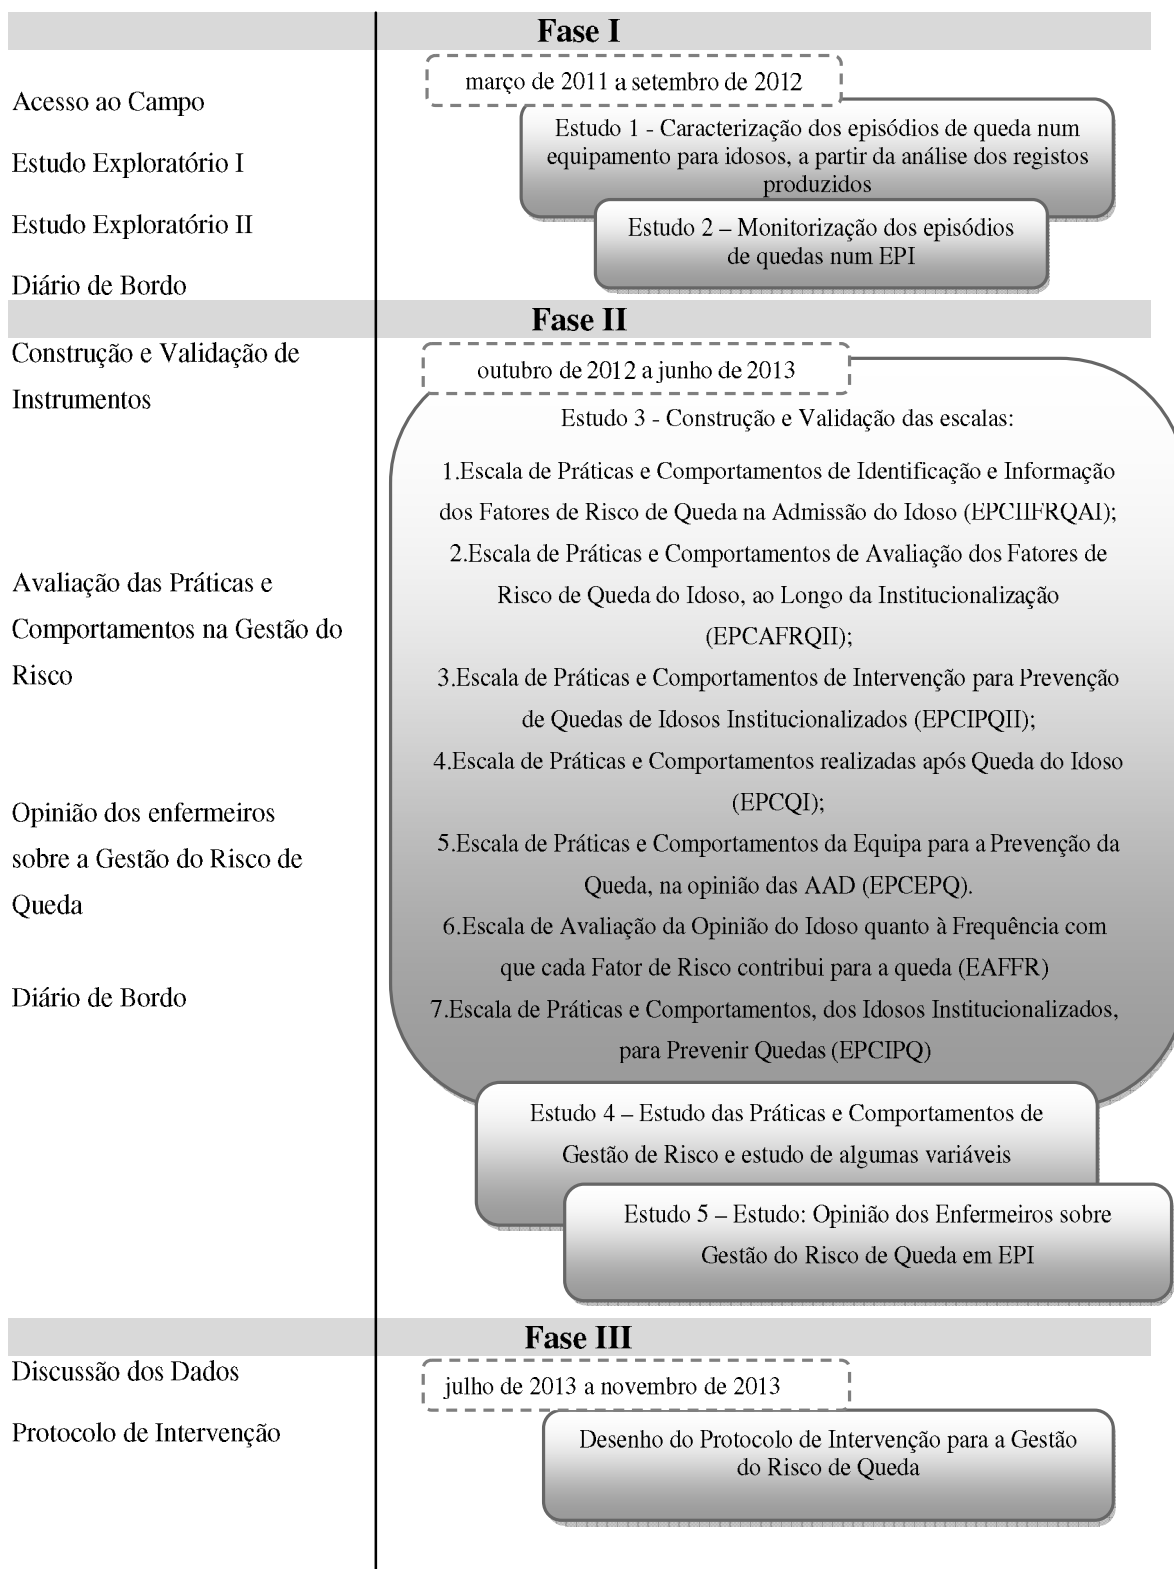 Fase I
Acesso ao Campo
Estudo Exploratório I
Estudo Exploratório II
Diário de Bordo
março de 2011 a setembro de 2012
Estudo 1 - Caracterização dos episódios de queda num
equipamento para idosos, a partir da análise dos registos
produzidos
Estudo 2 – Monitorização dos episódios
de quedas num EPI
Fase II
Construção e Validação de
Instrumentos
Avaliação das Práticas e
Comportamentos na Gestão do
Risco
Opinião dos enfermeiros
sobre a Gestão do Risco de
Queda
Diário de Bordo
outubro de 2012 a junho de 2013
Estudo 3 - Construção e Validação das escalas:
1.Escala de Práticas e Comportamentos de Identificação e Informação
dos Fatores de Risco de Queda na Admissão do Idoso (EPCIIFRQAI);
2.Escala de Práticas e Comportamentos de Avaliação dos Fatores de
Risco de Queda do Idoso, ao Longo da Institucionalização
(EPCAFRQII);
3.Escala de Práticas e Comportamentos de Intervenção para Prevenção
de Quedas de Idosos Institucionalizados (EPCIPQII);
4.Escala de Práticas e Comportamentos realizadas após Queda do Idoso
(EPCQI);
5.Escala de Práticas e Comportamentos da Equipa para a Prevenção da
Queda, na opinião das AAD (EPCEPQ).
6.Escala de Avaliação da Opinião do Idoso quanto à Frequência com
que cada Fator de Risco contribui para a queda (EAFFR)
7.Escala de Práticas e Comportamentos, dos Idosos Institucionalizados,
para Prevenir Quedas (EPCIPQ)
Estudo 4 – Estudo das Práticas e Comportamentos de
Gestão de Risco e estudo de algumas variáveis
Estudo 5 – Estudo: Opinião dos Enfermeiros sobre
Gestão do Risco de Queda em EPI
Fase III
Discussão dos Dados
Protocolo de Intervenção
julho de 2013 a novembro de 2013
Desenho do Protocolo de Intervenção para a Gestão
do Risco de Queda